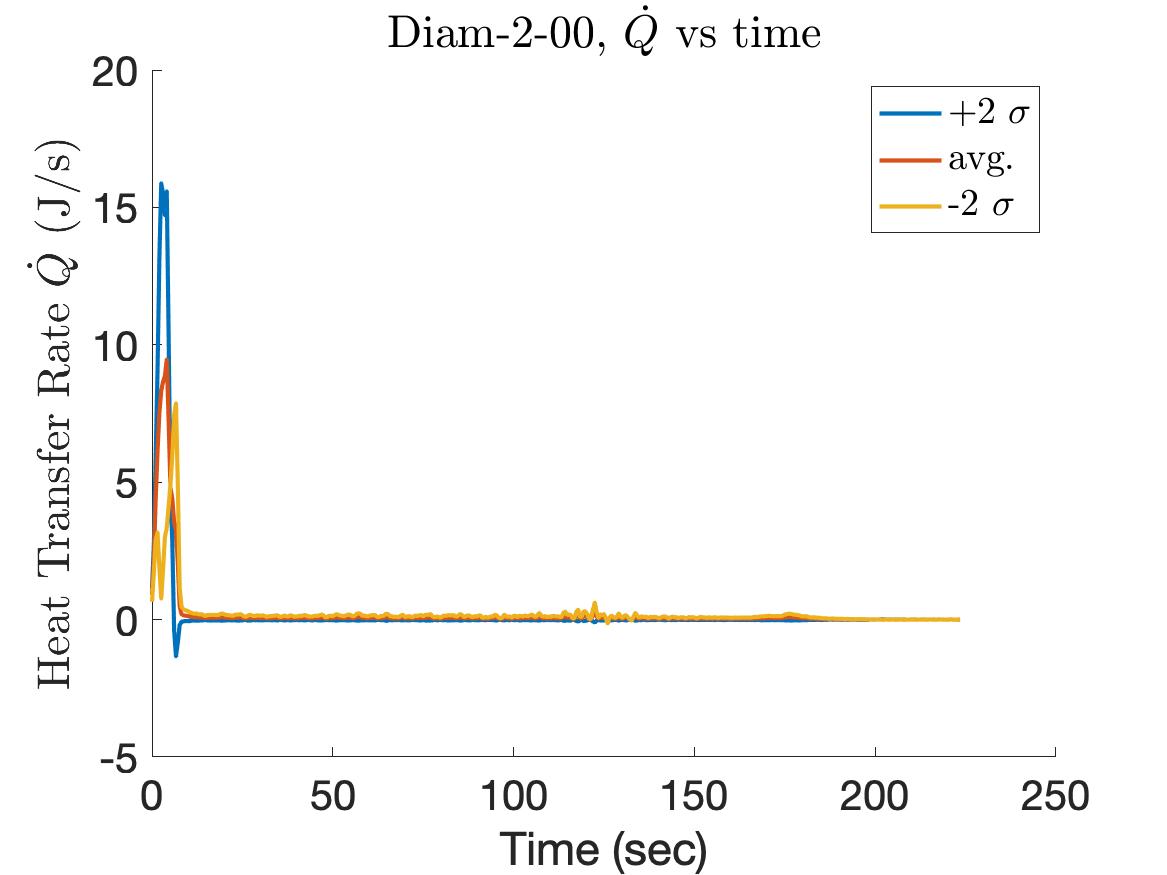 Diam-2-00, Q̇ vs time
20
15
10
5
0
-5
Heat Transfer Rate Q̇ (J/s)
+2 σ
avg.
-2 σ
0 50 100 150 200 250
Time (sec)